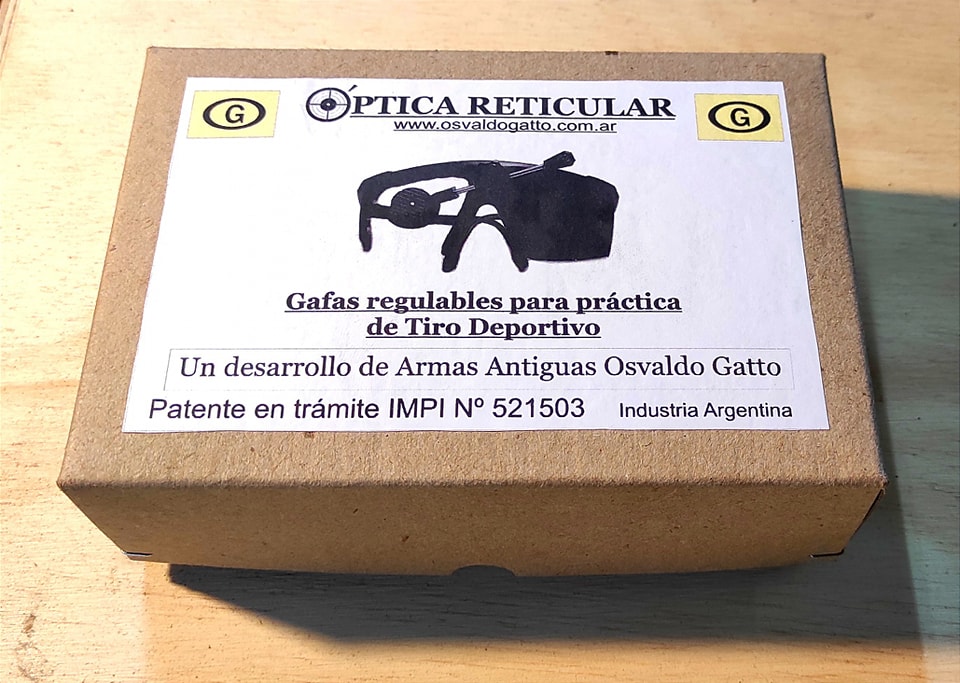 G
ÓPTICA RETICULAR
G
www.osvaldogatto.com.ar
Gafas regulables para práctica
de Tiro Deportivo
Un desarrollo de Armas Antiguas Osvaldo Gatto
Patente en trámite IMPI Nº 521503
Industria Argentina